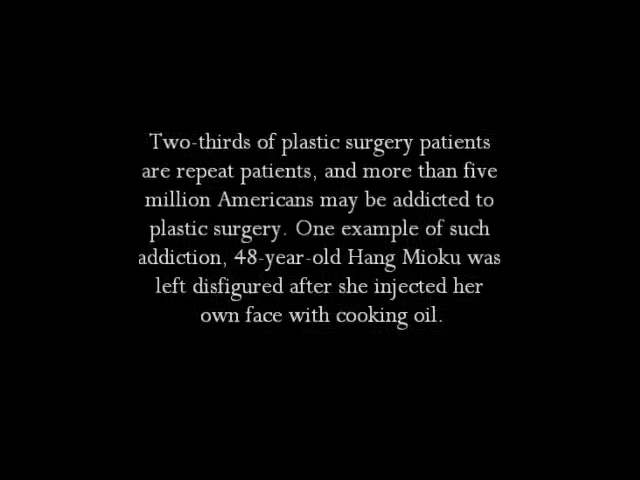 Two-thirds of plastic surgery patients
are repeat patients, and more than five
million Americans may be addicted to
plastic surgery. One example of such
addiction, 48-year-old Hang Mioku was
left disfigured after she injected her
own face with cooking oil.